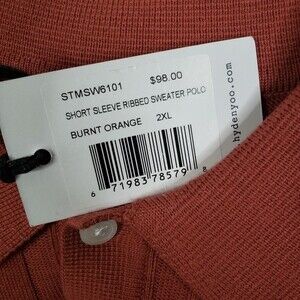 STMSW6101 $98.00
SHORT SLEEVE RIBBED SWEATER POLO
BURNT ORANGE 2XL
6 71983 78579 8
hydenyoo.com